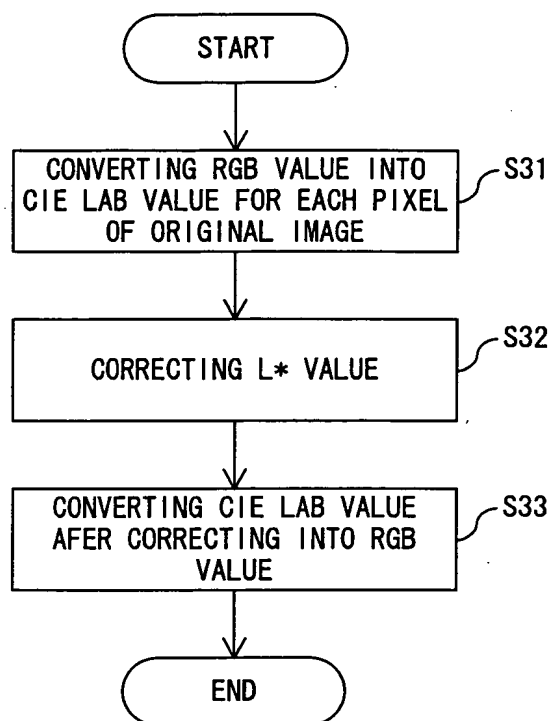 START
CONVERTING RGB VALUE INTO
CIE LAB VALUE FOR EACH PIXEL
OF ORIGINAL IMAGE
S31
CORRECTING L* VALUE
S32
CONVERTING CIE LAB VALUE
AFER CORRECTING INTO RGB
VALUE
S33
END